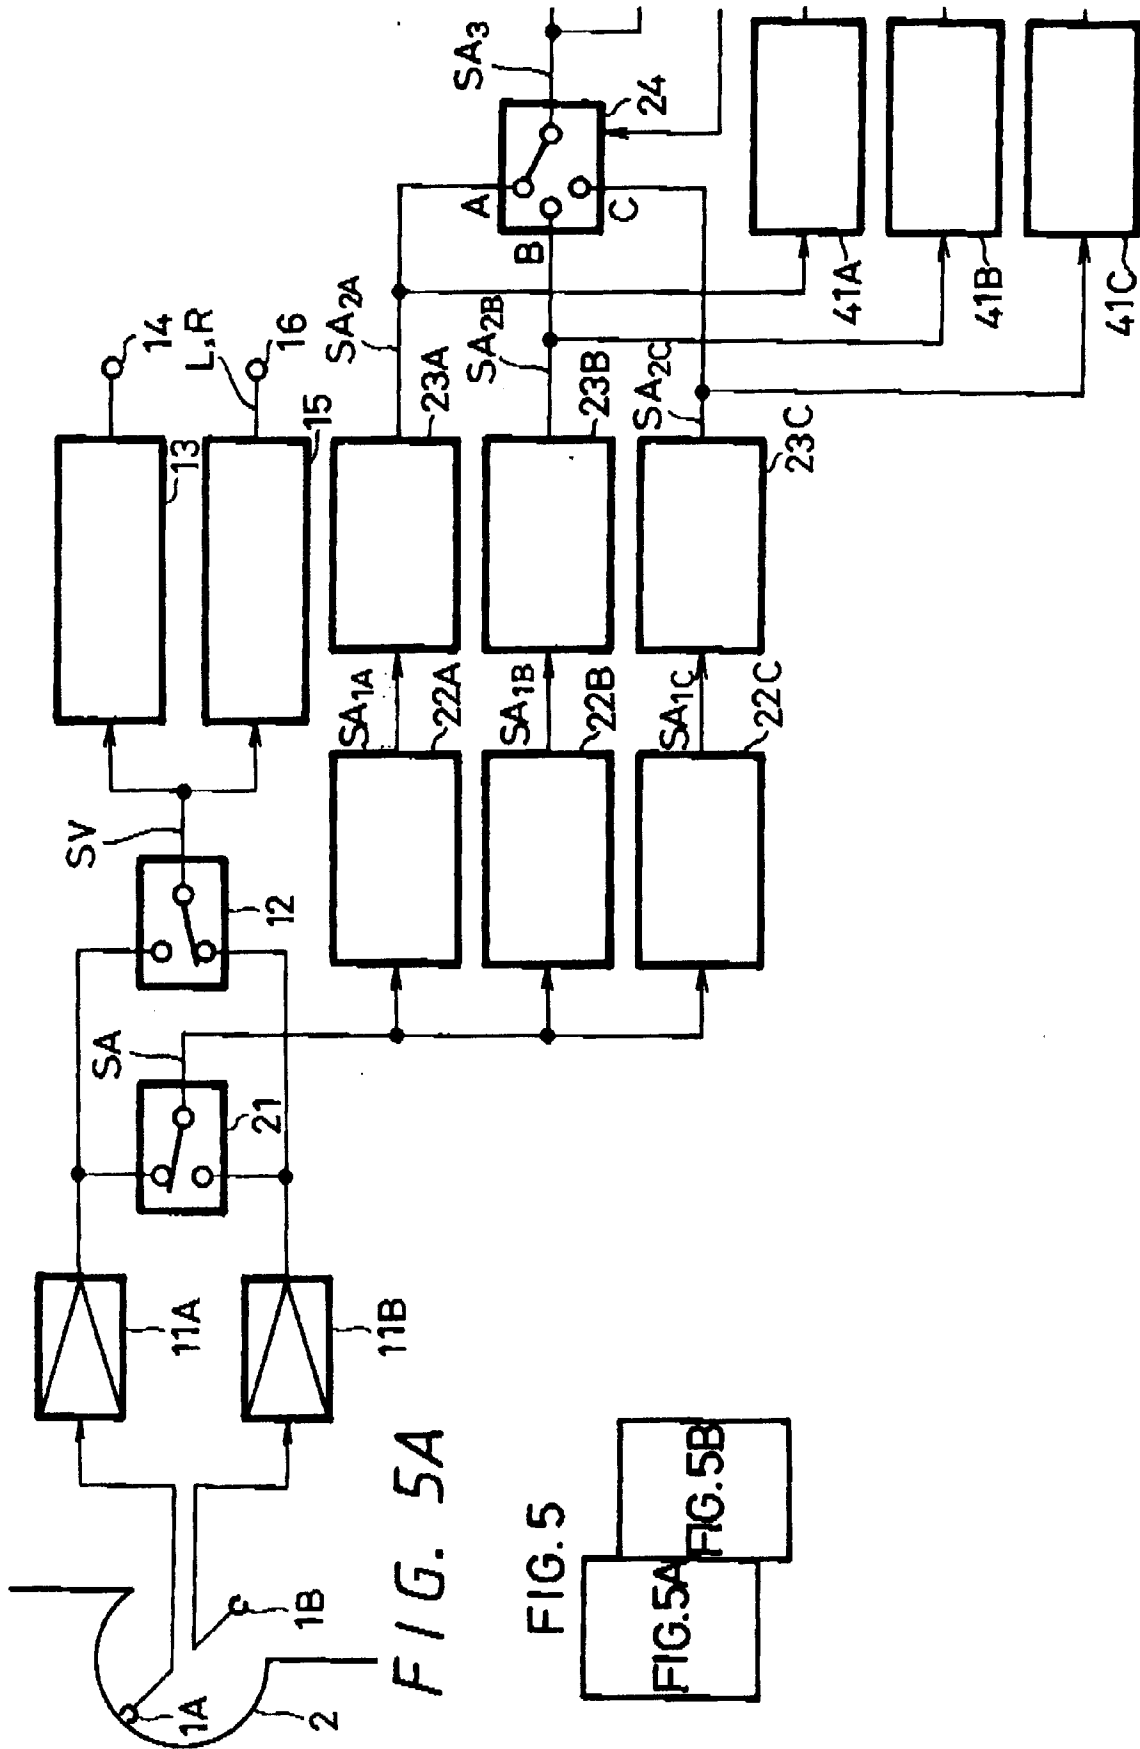 1A
1B
2
11A
11B
21
SA
12
SV
13
14
15
L,R
16
22A
SA1A
23A
SA2A
22B
SA1B
23B
SA2B
22C
SA1C
23C
SA2C
A
B
C
24
SA3
41A
41B
41C
FIG. 5A
FIG. 5
FIG.5A
FIG.5B